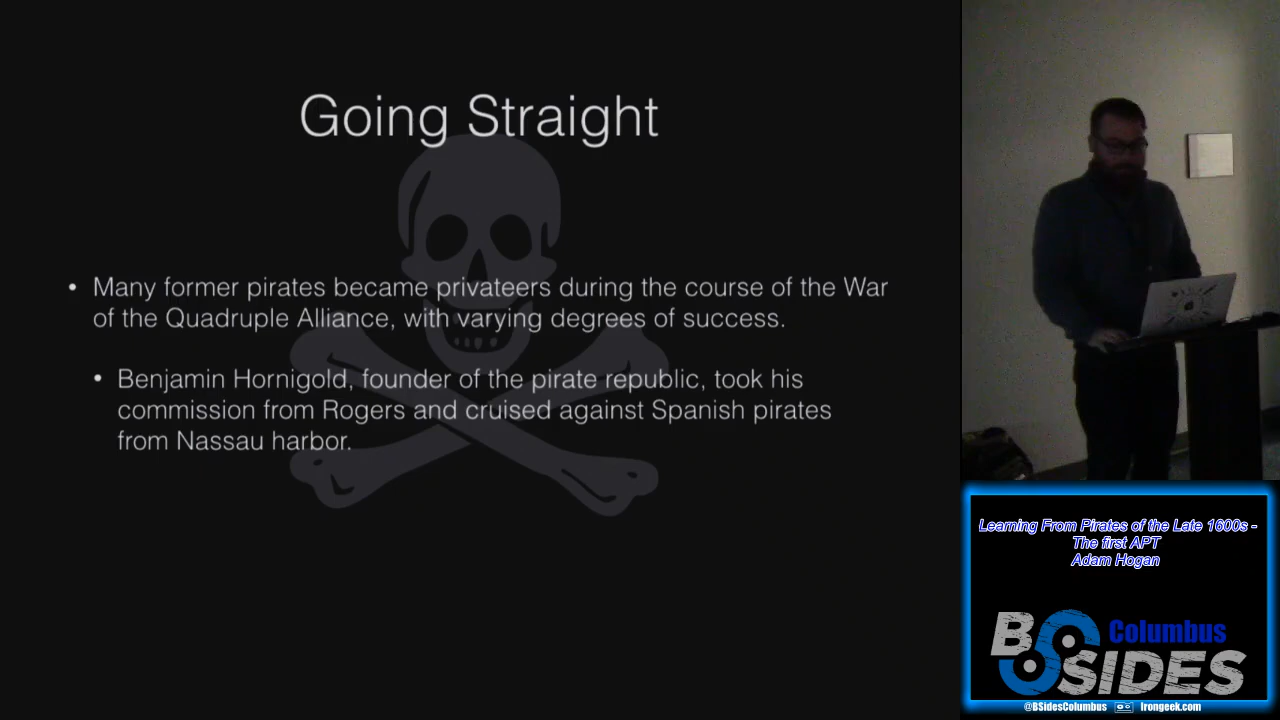 Going Straight
• Many former pirates became privateers during the course of the War
of the Quadruple Alliance, with varying degrees of success.
• Benjamin Hornigold, founder of the pirate republic, took his
commission from Rogers and cruised against Spanish pirates
from Nassau harbor.
Learning From Pirates of the Late 1600s -
The first APT
Adam Hogan
BSIDES
Columbus
@BSidesColumbus Irongeek.com